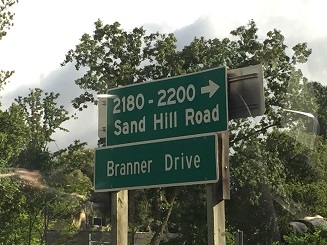 2180 - 2200 →
Sand Hill Road
Branner Drive